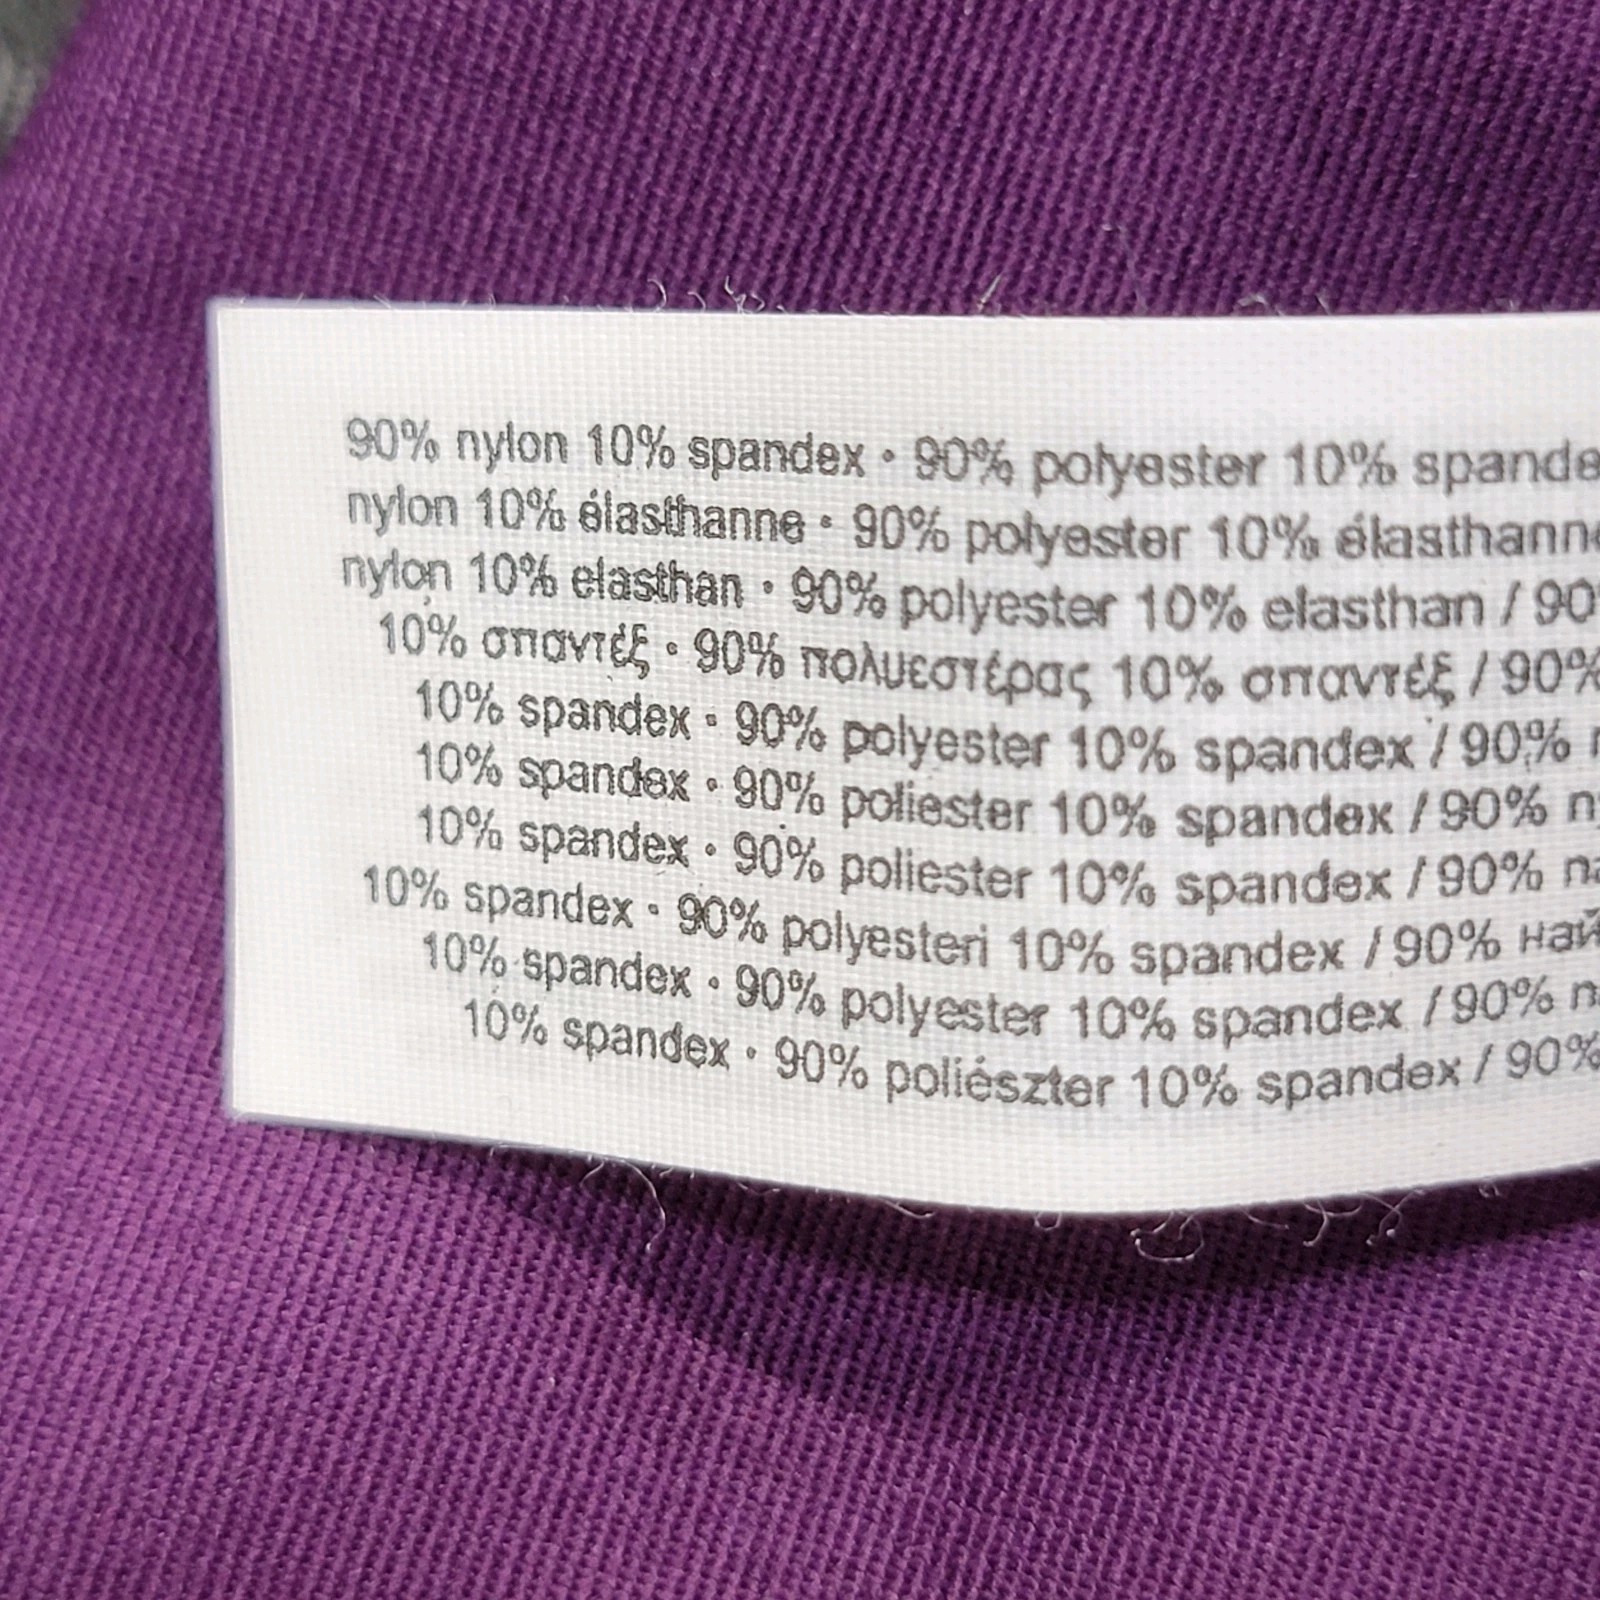 90% nylon 10% spandex • 90% polyester 10% spande
nylon 10% élasthanne • 90% polyester 10% élasthann
nylon 10% elasthan • 90% polyester 10% elasthan / 90
10% σπαντέξ • 90% πολυεστέρας 10% σπαντέξ / 90%
10% spandex • 90% polyester 10% spandex / 90%
10% spandex • 90% poliester 10% spandex / 90% n
10% spandex • 90% poliester 10% spandex / 90% na
10% spandex • 90% polyesteri 10% spandex / 90% най
10% spandex • 90% polyester 10% spandex / 90% n
10% spandex • 90% poliészter 10% spandex / 90%